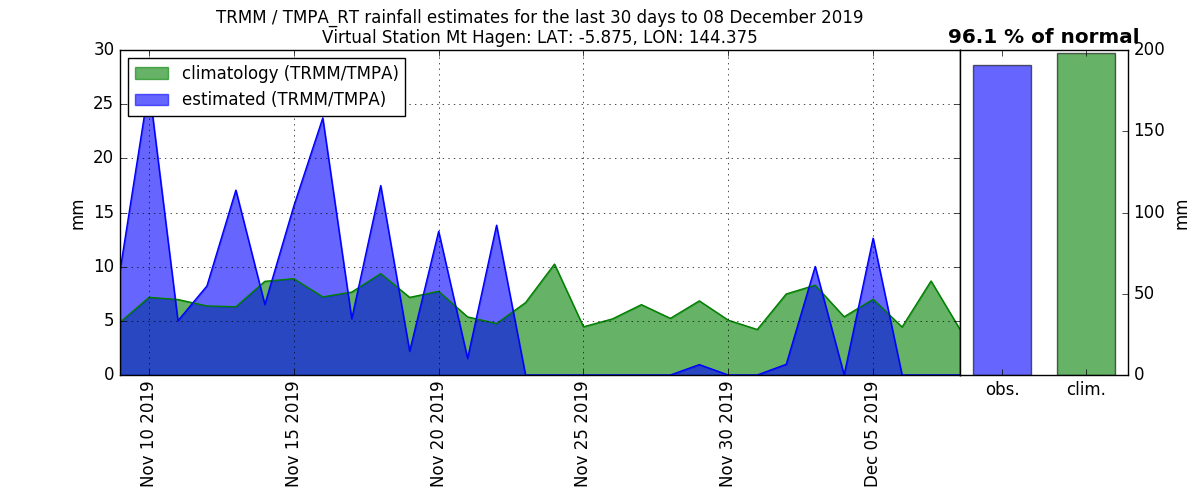 TRMM / TMPA_RT rainfall estimates for the last 30 days to 08 December 2019
Virtual Station Mt Hagen: LAT: -5.875, LON: 144.375
96.1 % of normal
climatology (TRMM/TMPA)
estimated (TRMM/TMPA)
30
25
20
15
10
5
0
mm
Nov 10 2019
Nov 15 2019
Nov 20 2019
Nov 25 2019
Nov 30 2019
Dec 05 2019
obs.
clim.
200
150
100
50
0
mm